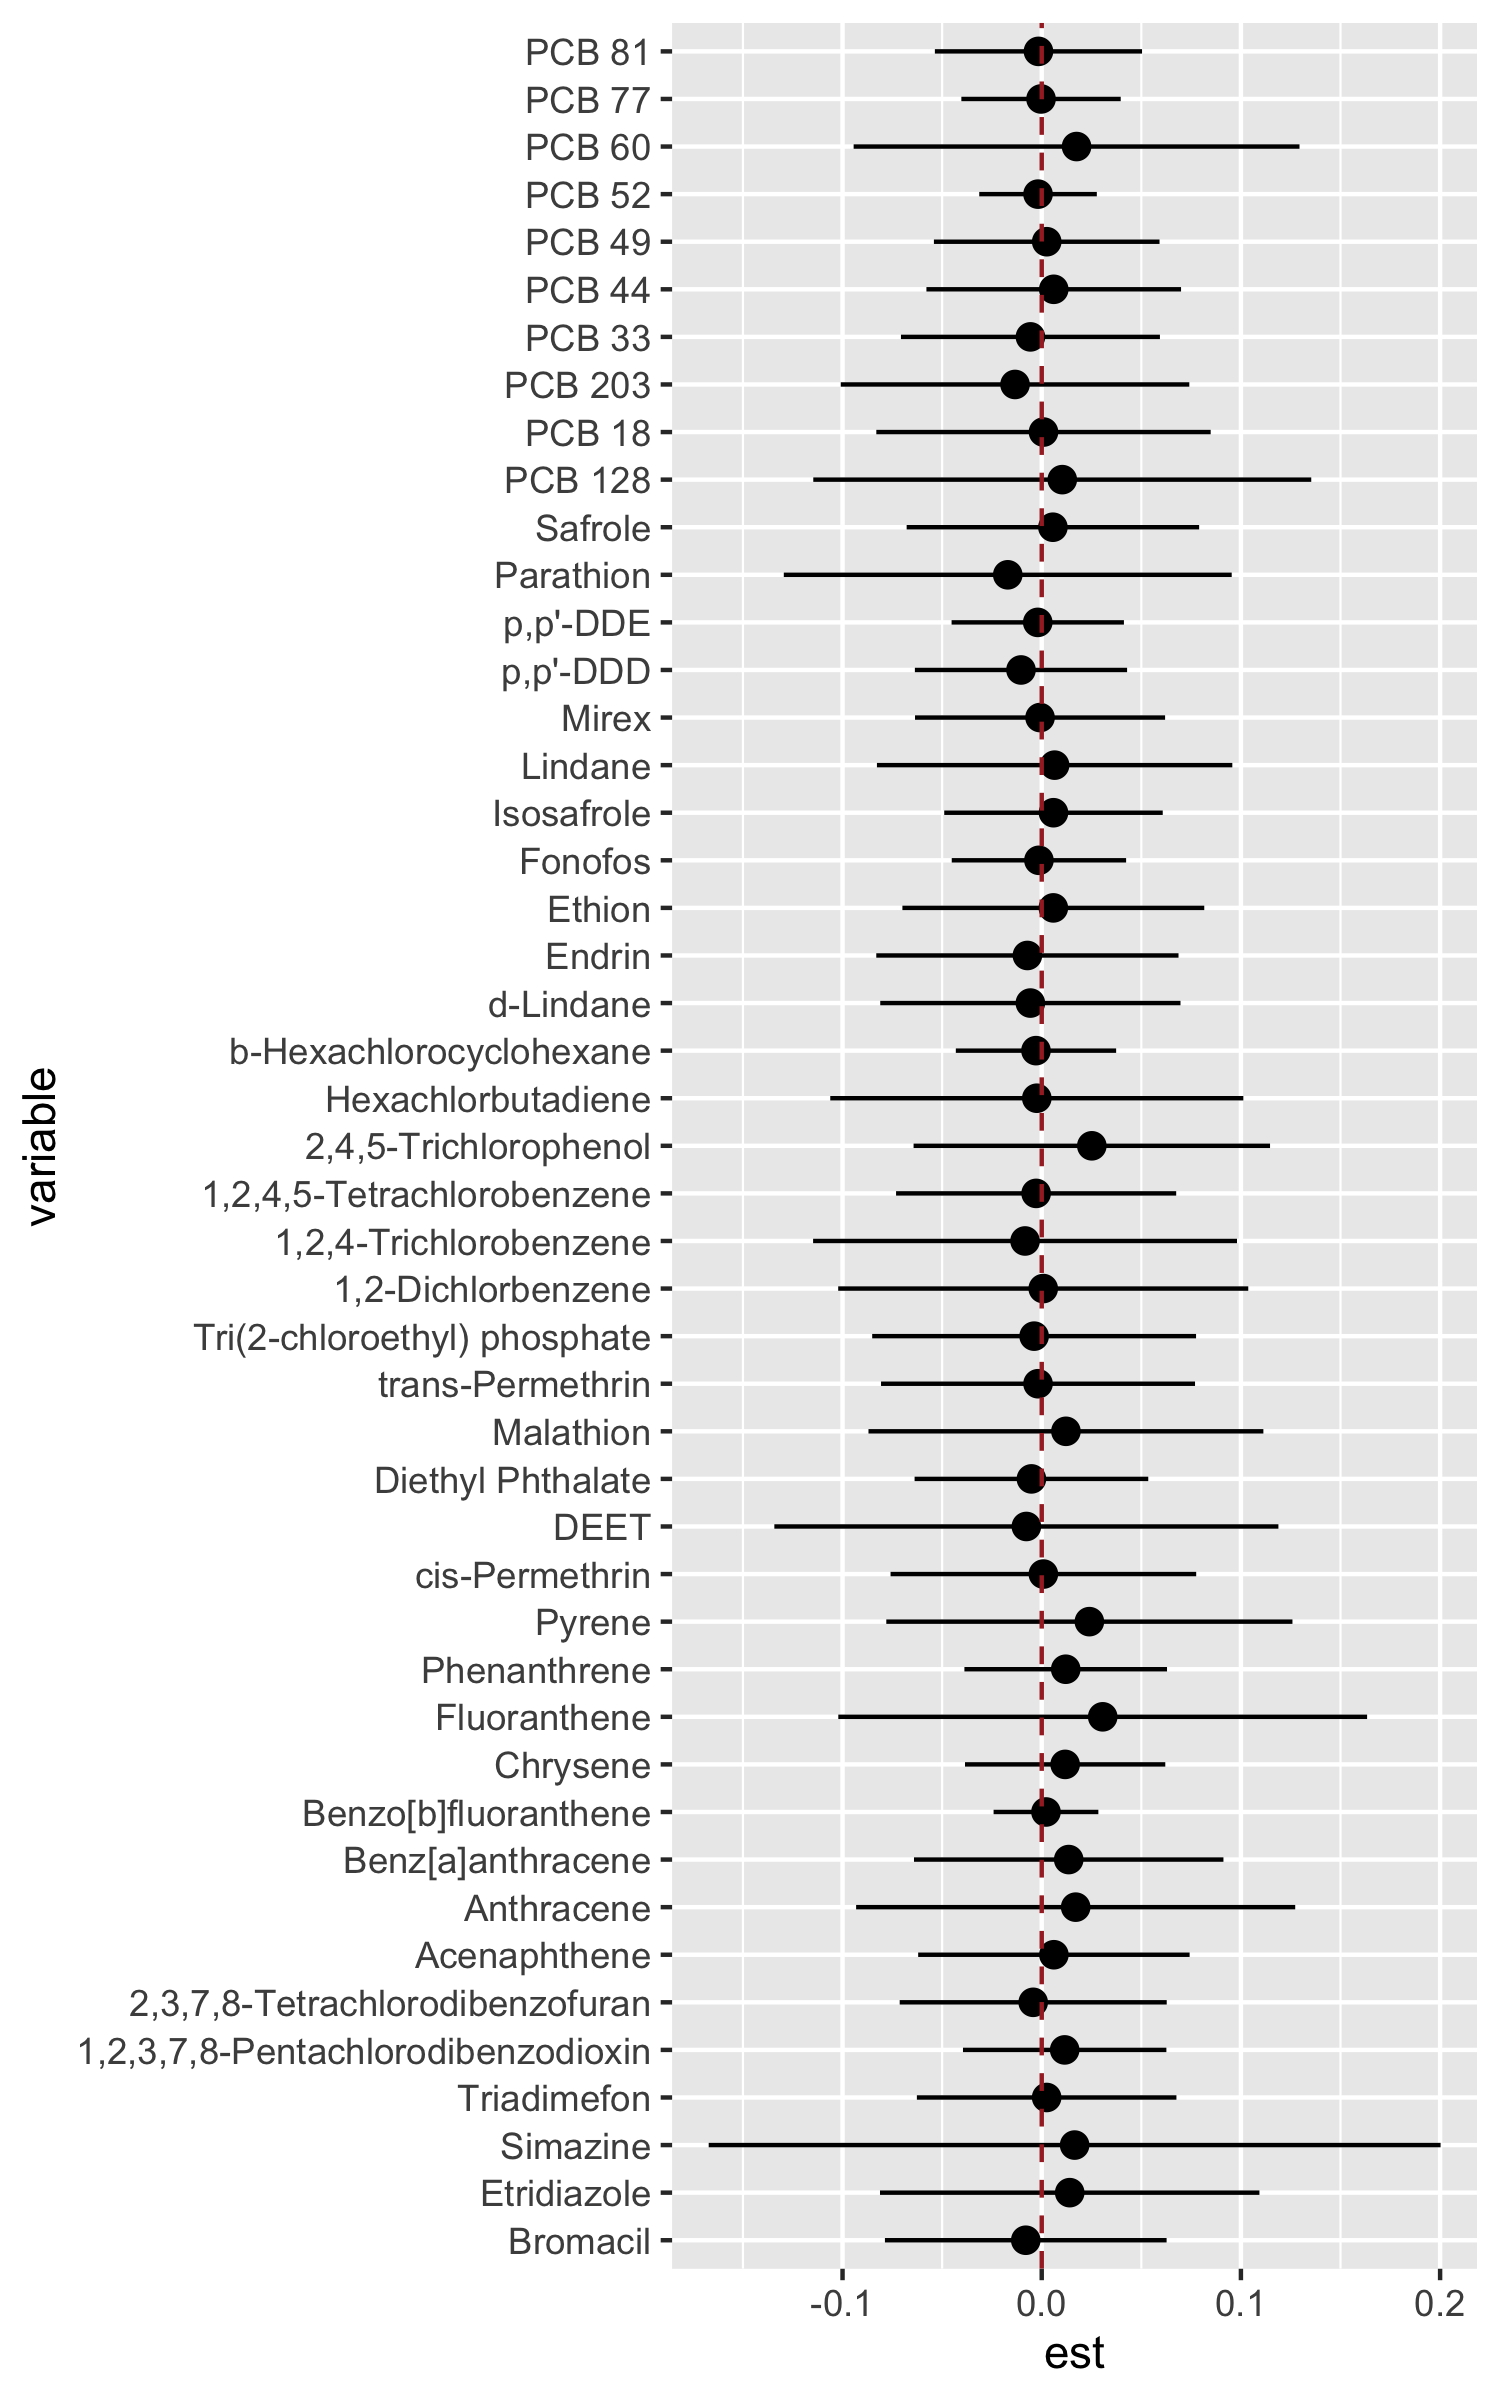 PCB 81
PCB 77
PCB 60
PCB 52
PCB 49
PCB 44
PCB 33
PCB 203
PCB 18
PCB 128
Safrole
Parathion
p,p'-DDE
p,p'-DDD
Mirex
Lindane
Isosafrole
Fonofos
Ethion
Endrin
d-Lindane
b-Hexachlorocyclohexane
Hexachlorbutadiene
2,4,5-Trichlorophenol
1,2,4,5-Tetrachlorobenzene
1,2,4-Trichlorobenzene
1,2-Dichlorbenzene
Tri(2-chloroethyl) phosphate
trans-Permethrin
Malathion
Diethyl Phthalate
DEET
cis-Permethrin
Pyrene
Phenanthrene
Fluoranthene
Chrysene
Benzo[b]fluoranthene
Benz[a]anthracene
Anthracene
Acenaphthene
2,3,7,8-Tetrachlorodibenzofuran
1,2,3,7,8-Pentachlorodibenzodioxin
Triadimefon
Simazine
Etridiazole
Bromacil
variable
-0.1 0.0 0.1 0.2
est